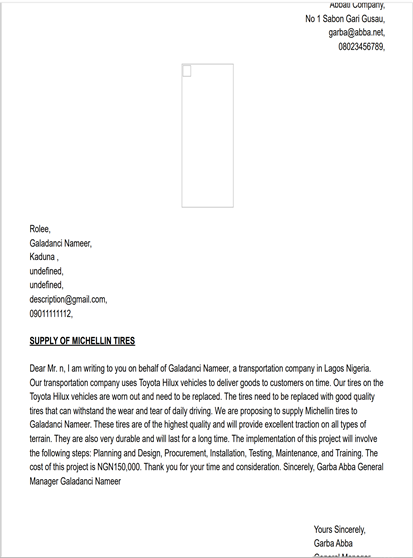 Abbati Company,
No 1 Sabon Gari Gusau,
garba@abba.net,
08023456789,
Rolee,
Galadanci Nameer,
Kaduna ,
undefined,
undefined,
description@gmail.com,
09011111112,
SUPPLY OF MICHELLIN TIRES
Dear Mr. n, I am writing to you on behalf of Galadanci Nameer, a transportation company in Lagos Nigeria.
Our transportation company uses Toyota Hilux vehicles to deliver goods to customers on time. Our tires on the
Toyota Hilux vehicles are worn out and need to be replaced. The tires need to be replaced with good quality
tires that can withstand the wear and tear of daily driving. We are proposing to supply Michellin tires to
Galadanci Nameer. These tires are of the highest quality and will provide excellent traction on all types of
terrain. They are also very durable and will last for a long time. The implementation of this project will involve
the following steps: Planning and Design, Procurement, Installation, Testing, Maintenance, and Training. The
cost of this project is NGN150,000. Thank you for your time and consideration. Sincerely, Garba Abba General
Manager Galadanci Nameer
Yours Sincerely,
Garba Abba
General Manager